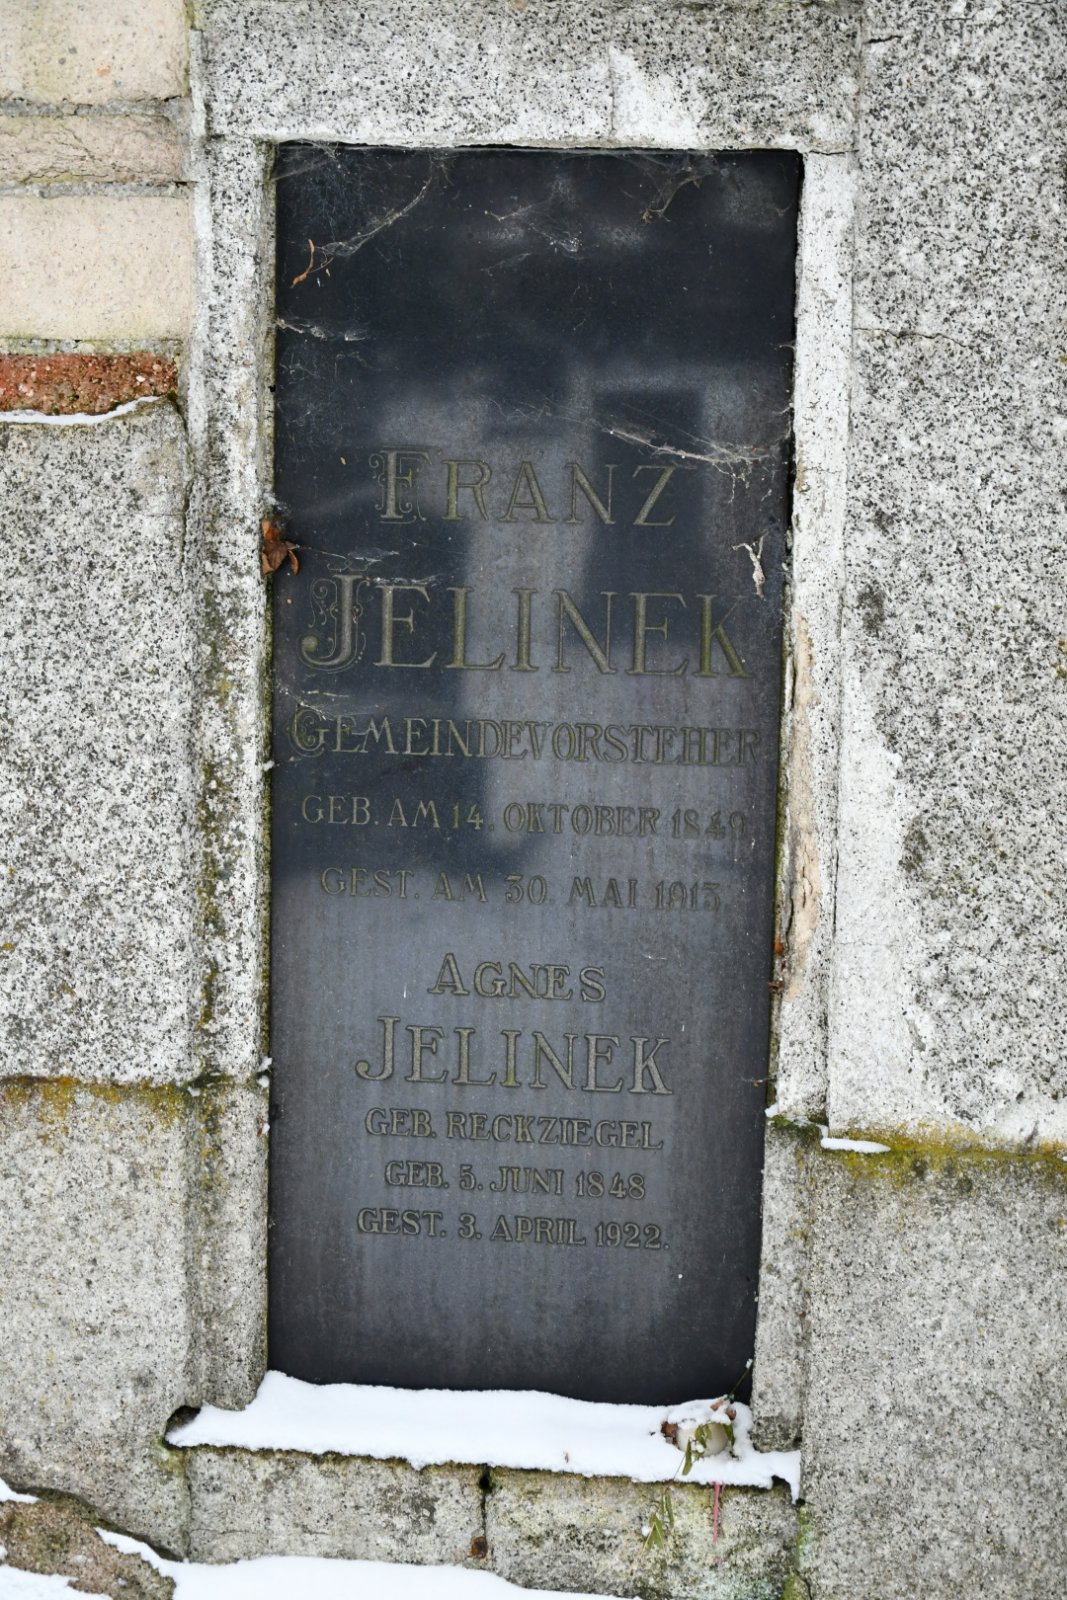 FRANZ
JELINEK
GEMEINDEVORSTEHER
GEB. AM 14. OKTOBER 1849
GEST. AM 30. MAI 1913.
AGNES
JELINEK
GEB. RECKZIEGEL
GEB. 5. JUNI 1848
GEST. 3. APRIL 1922.